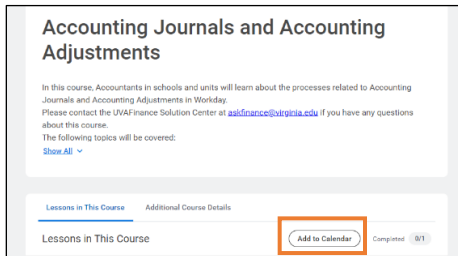 Accounting Journals and Accounting
Adjustments
In this course, Accountants in schools and units will learn about the processes related to Accounting
Journals and Accounting Adjustments in Workday.
Please contact the UVAFinance Solution Center at askfinance@virginia.edu if you have any questions
about this course.
The following topics will be covered:
Show All
Lessons in This Course Additional Course Details
Lessons in This Course Add to Calendar Completed 0/1